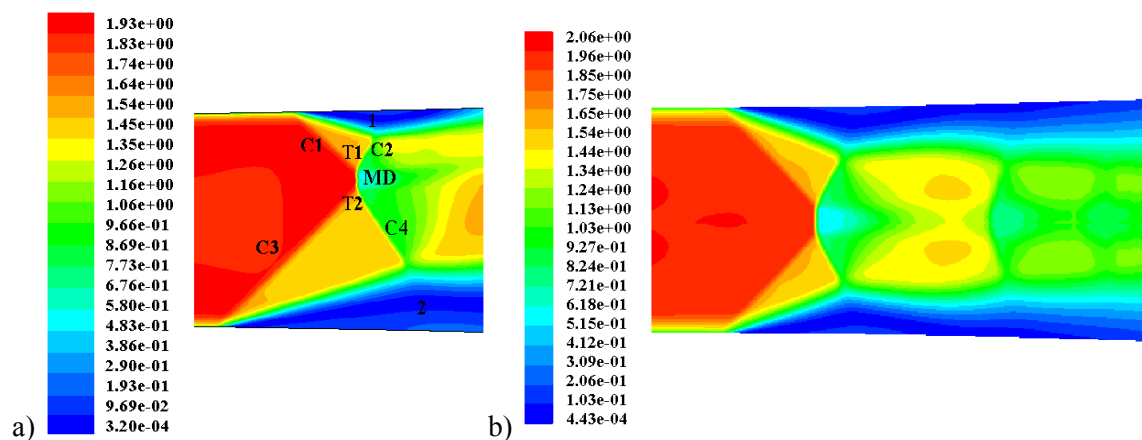 1.93e+00
1.83e+00
1.74e+00
1.64e+00
1.54e+00
1.45e+00
1.35e+00
1.26e+00
1.16e+00
1.06e+00
9.66e-01
8.69e-01
7.73e-01
6.76e-01
5.80e-01
4.83e-01
3.86e-01
2.90e-01
1.93e-01
9.69e-02
3.20e-04
a)
1
C1
T1
C2
MD
T2
C4
C3
2
2.06e+00
1.96e+00
1.85e+00
1.75e+00
1.65e+00
1.54e+00
1.44e+00
1.34e+00
1.24e+00
1.13e+00
1.03e+00
9.27e-01
8.24e-01
7.21e-01
6.18e-01
5.15e-01
4.12e-01
3.09e-01
2.06e-01
1.03e-01
4.43e-04
b)